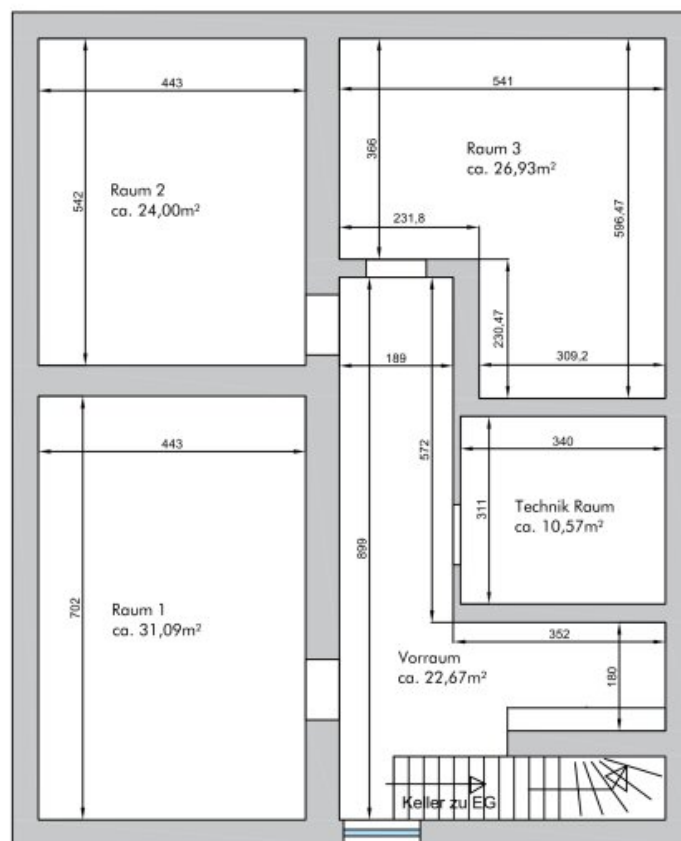 443
541
366
Raum 3
ca. 26,93m²
542
Raum 2
ca. 24,00m²
231,8
596,47
230,47
189
309,2
443
572
340
311
Technik Raum
ca. 10,57m²
899
702
Raum 1
ca. 31,09m²
352
Vorraum
ca. 22,67m²
180
Keller zu EG